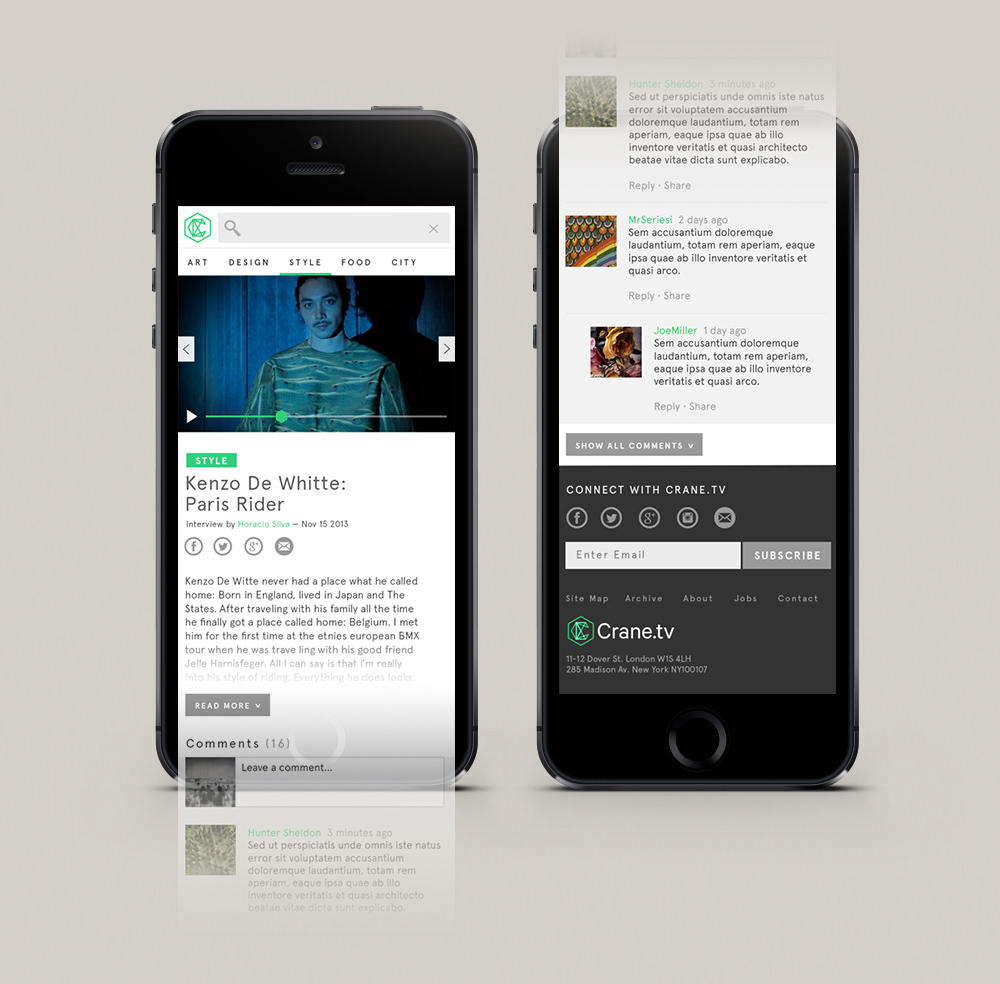 ART DESIGN STYLE FOOD CITY
STYLE
Kenzo De Whitte:
Paris Rider
Interview by Horacio Silva — Nov 15 2013
Kenzo De Witte never had a place what he called
home: Born in England, lived in Japan and The
States. After traveling with his family all the time
he finally got a place called home: Belgium. I met
him for the first time at the etnies european BMX
tour when he was trave ling with his good friend
Jelle Harnisfeger. All I can say is that I'm really
into his style of riding. Everything he does looks
READ MORE
Comments (16)
Leave a comment...
Hunter Sheldon 3 minutes ago
Sed ut perspiciatis unde omnis iste natus
error sit voluptatem accusantium
doloremque laudantium, totam rem
aperiam, eaque ipsa quae ab illo
inventore veritatis et quasi architecto
beatae vitae dicta sunt explicabo.
Hunter Sheldon 3 minutes ago
Sed ut perspiciatis unde omnis iste natus
error sit voluptatem accusantium
doloremque laudantium, totam rem
aperiam, eaque ipsa quae ab illo
inventore veritatis et quasi architecto
beatae vitae dicta sunt explicabo.
Reply · Share
MrSeriesi 2 days ago
Sem accusantium doloremque
laudantium, totam rem aperiam, eaque
ipsa quae ab illo inventore veritatis et
quasi arco.
Reply · Share
JoeMiller 1 day ago
Sem accusantium doloremque
laudantium, totam rem aperiam,
eaque ipsa quae ab illo inventore
veritatis et quasi arco.
Reply · Share
SHOW ALL COMMENTS
CONNECT WITH CRANE.TV
Enter Email SUBSCRIBE
Site Map Archive About Jobs Contact
Crane.tv
11-12 Dover St. London W1S 4LH
285 Madison Av. New York NY100107